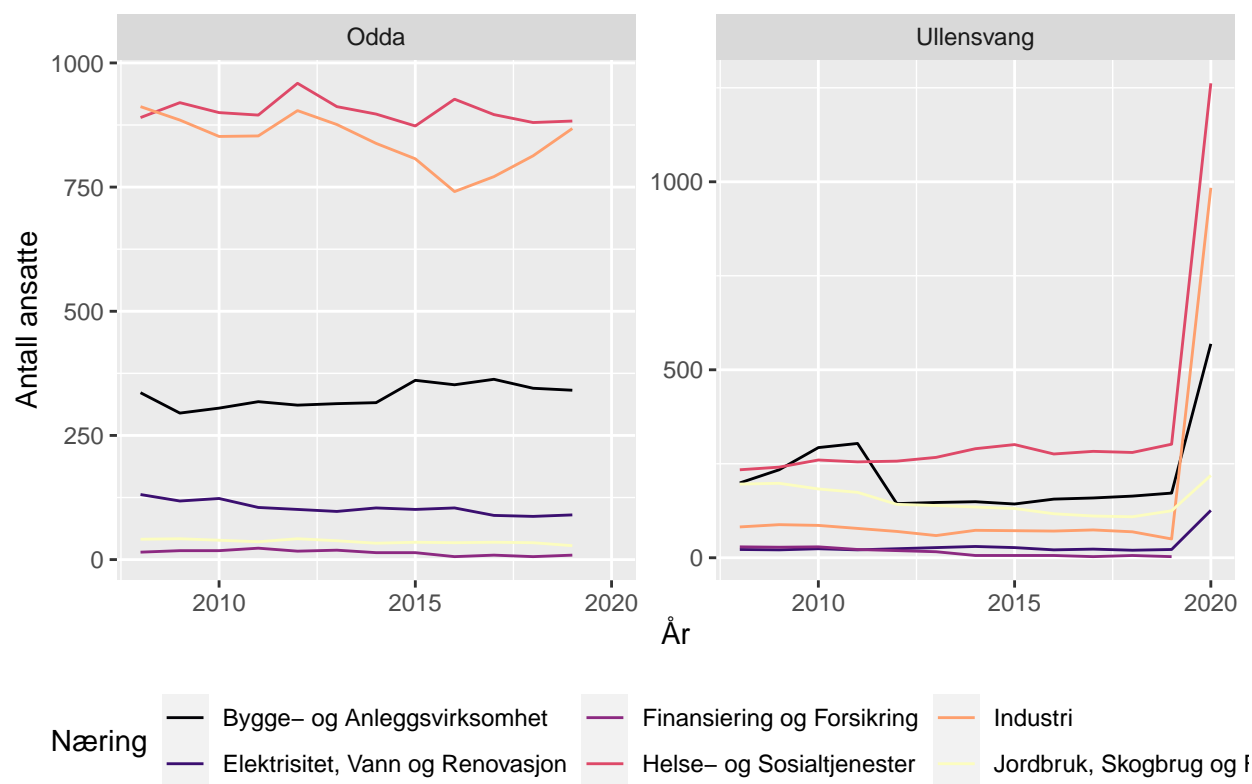 Odda
Ullensvang
Antall ansatte
1000
750
500
250
0
1000
500
0
2010
2015
2020
2010
2015
2020
År
Næring
Bygge– og Anleggsvirksomhet
Finansiering og Forsikring
Industri
Elektrisitet, Vann og Renovasjon
Helse– og Sosialtjenester
Jordbruk, Skogbrug og